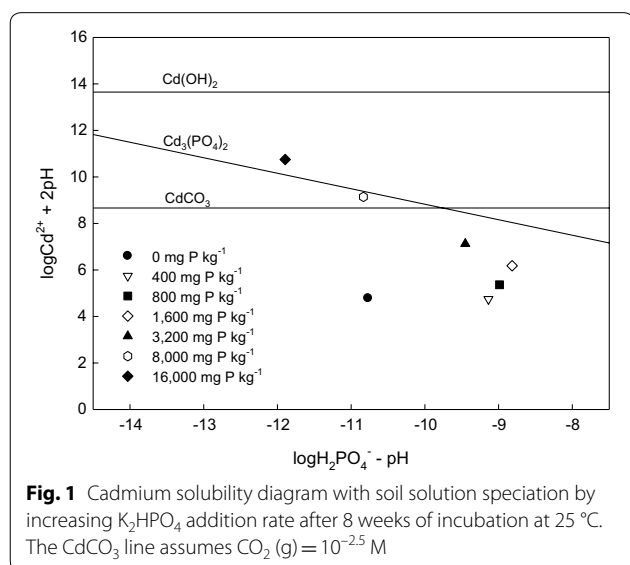 16
14
12
10
8
6
4
2
0
logCd²⁺ + 2pH
Cd(OH)₂
Cd₃(PO₄)₂
CdCO₃
0 mg P kg⁻¹
400 mg P kg⁻¹
800 mg P kg⁻¹
1,600 mg P kg⁻¹
3,200 mg P kg⁻¹
8,000 mg P kg⁻¹
16,000 mg P kg⁻¹
-14 -13 -12 -11 -10 -9 -8
logH₂PO₄⁻ - pH
Fig. 1 Cadmium solubility diagram with soil solution speciation by
increasing K₂HPO₄ addition rate after 8 weeks of incubation at 25 °C.
The CdCO₃ line assumes CO₂ (g) = 10⁻²·⁵ M